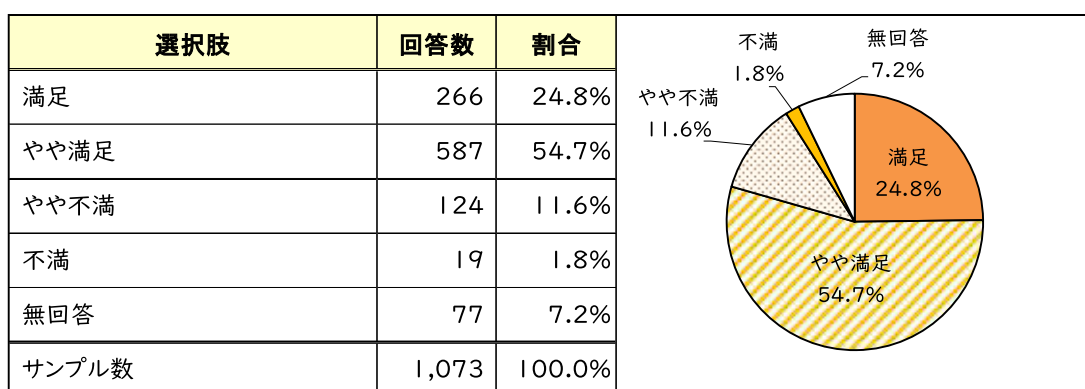 選択肢 回答数 割合
満足 266 24.8%
やや満足 587 54.7%
やや不満 124 11.6%
不満 19 1.8%
無回答 77 7.2%
サンプル数 1,073 100.0%
不満
1.8%
無回答
7.2%
やや不満
11.6%
満足
24.8%
やや満足
54.7%